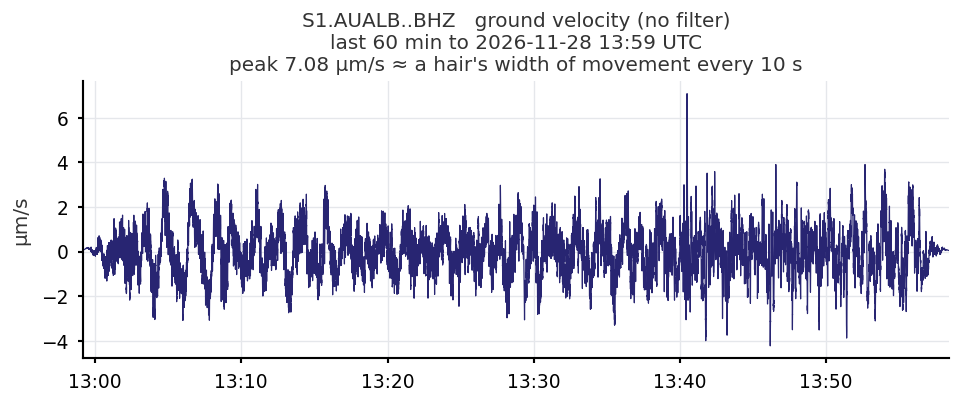 S1.AUALB..BHZ   ground velocity (no filter)
last 60 min to 2026-11-28 13:59 UTC
peak 7.08 µm/s ≈ a hair's width of movement every 10 s
µm/s
6
4
2
0
−2
−4
13:00 13:10 13:20 13:30 13:40 13:50